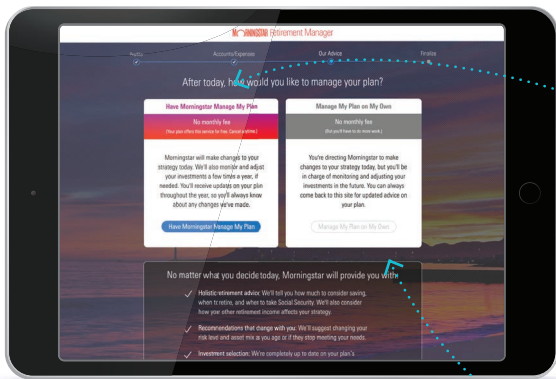 MORNINGSTAR Retirement Manager
Profile
Accounts/Expenses
Our Advice
Finalize
After today, how would you like to manage your plan?
Have Morningstar Manage My Plan
No monthly fee
(Your plan offers this service for free. Cancel anytime.)
Morningstar will make changes to your
strategy today. We'll also monitor and adjust
your investments a few times a year, if
needed. You'll receive updates on your plan
throughout the year, so you'll always know
about any changes we've made.
Have Morningstar Manage My Plan
Manage My Plan on My Own
No monthly fee
(But you'll have to do more work.)
You're directing Morningstar to make
changes to your strategy today, but you'll be
in charge of monitoring and adjusting your
investments in the future. You can always
come back to this site for updated advice on
your plan.
Manage My Plan on My Own
No matter what you decide today, Morningstar will provide you with:
Holistic retirement advice: We'll tell you how much to consider saving,
when to retire, and when to take Social Security. We'll also consider
how your other retirement income affects your strategy.
Recommendations that change with you: We'll suggest changing your
risk level and asset mix as you age or if they stop meeting your needs.
Investment selection: We're completely up to date on your plan's